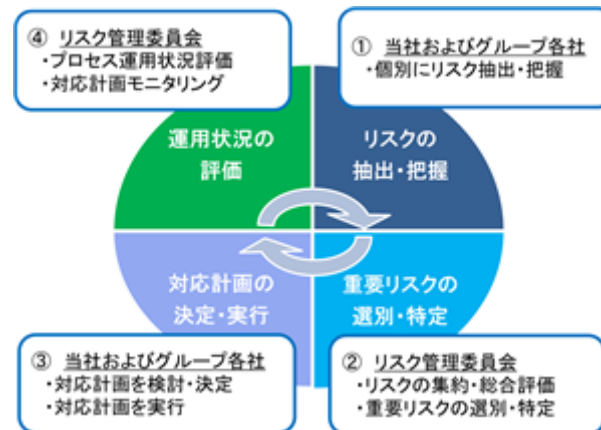 ④ リスク管理委員会
・プロセス運用状況評価
・対応計画モニタリング
① 当社およびグループ各社
・個別にリスク抽出・把握
運用状況の
評価
リスクの
抽出・把握
対応計画の
決定・実行
重要リスクの
選別・特定
③ 当社およびグループ各社
・対応計画を検討・決定
・対応計画を実行
② リスク管理委員会
・リスクの集約・総合評価
・重要リスクの選別・特定